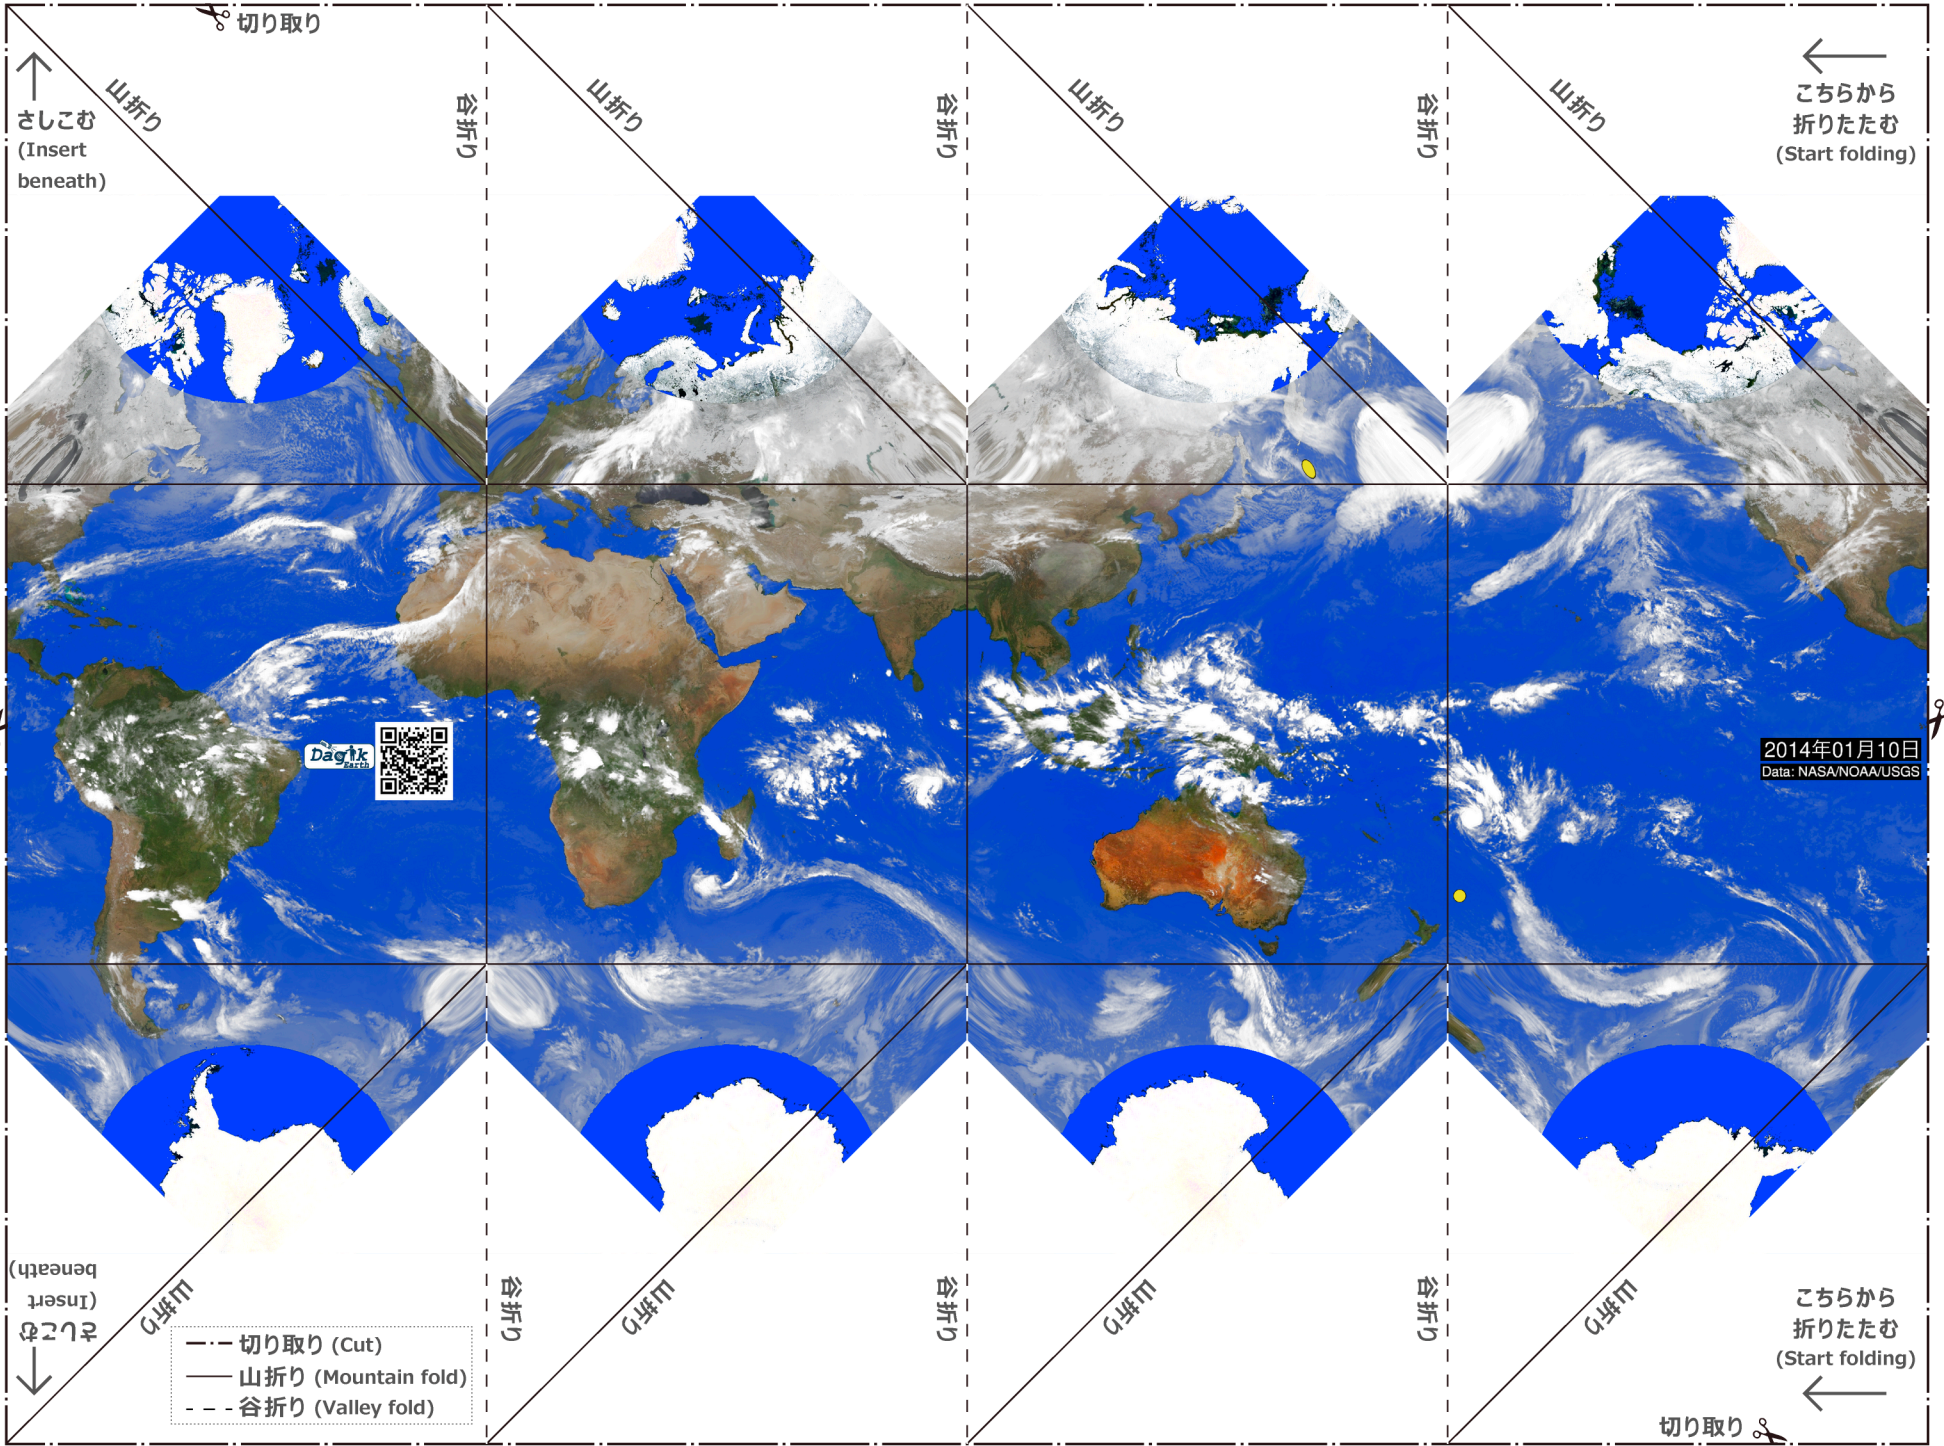 切り取り
さしこむ
(Insert
beneath)
山折り
谷折り
山折り
谷折り
山折り
谷折り
山折り
こちらから
折りたたむ
(Start folding)
Dagik
Earth
2014年01月10日
Data: NASA/NOAA/USGS
さしこむ
(Insert
beneath)
山折り
谷折り
山折り
谷折り
山折り
谷折り
山折り
こちらから
折りたたむ
(Start folding)
切り取り (Cut)
山折り (Mountain fold)
谷折り (Valley fold)
切り取り